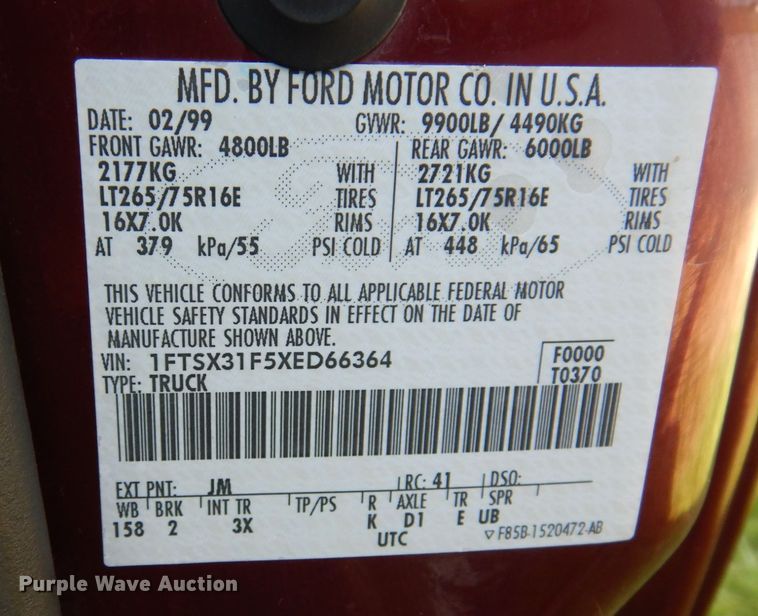 MFD. BY FORD MOTOR CO. IN U.S.A.
DATE: 02/99 GVWR: 9900LB/ 4490KG
FRONT GAWR: 4800LB REAR GAWR: 6000LB
2177KG WITH 2721KG WITH
LT265/75R16E TIRES LT265/75R16E TIRES
16X7.0K RIMS 16X7.0K RIMS
AT 379 kPa/55 PSI COLD AT 448 kPa/65 PSI COLD
THIS VEHICLE CONFORMS TO ALL APPLICABLE FEDERAL MOTOR
VEHICLE SAFETY STANDARDS IN EFFECT ON THE DATE OF
MANUFACTURE SHOWN ABOVE.
VIN: 1FTSX31F5XED66364 F0000
TYPE: TRUCK T0370
EXT PNT: JM RC: 41 DSO:
WB BRK INT TR TP/PS R AXLE TR SPR
158 2 3X K D1 E UB
UTC ▽F85B-1520472-AB
Purple Wave Auction